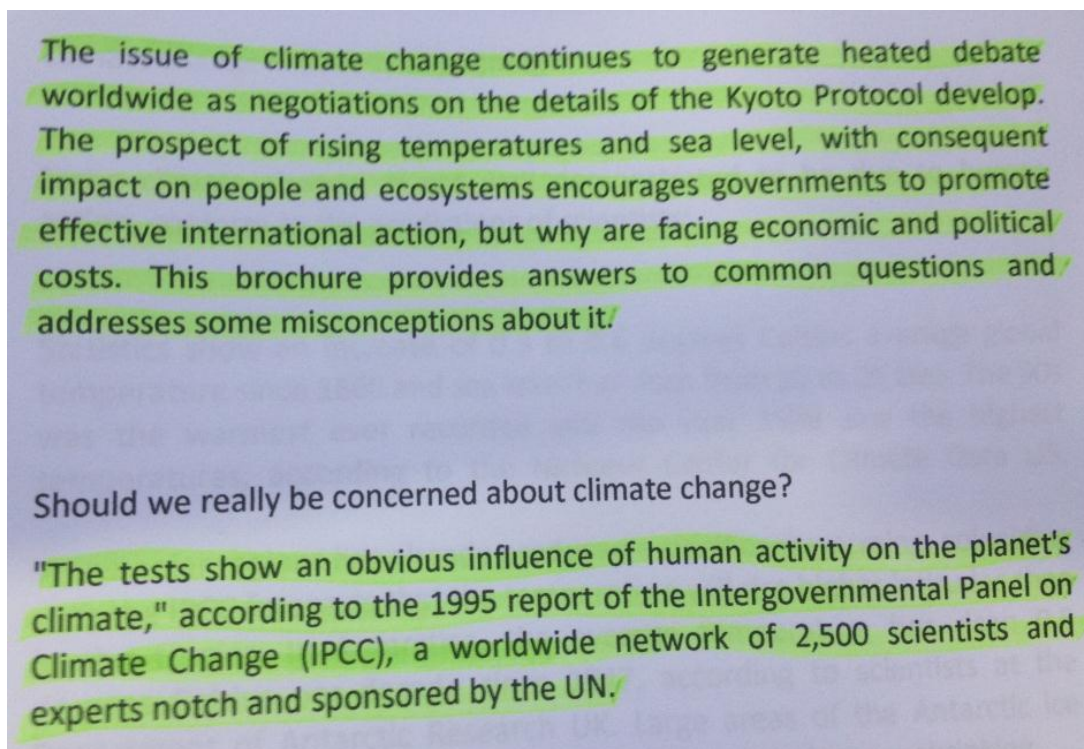 The issue of climate change continues to generate heated debate
worldwide as negotiations on the details of the Kyoto Protocol develop.
The prospect of rising temperatures and sea level, with consequent
impact on people and ecosystems encourages governments to promote
effective international action, but why are facing economic and political
costs. This brochure provides answers to common questions and
addresses some misconceptions about it.
Should we really be concerned about climate change?
"The tests show an obvious influence of human activity on the planet's
climate," according to the 1995 report of the Intergovernmental Panel on
Climate Change (IPCC), a worldwide network of 2,500 scientists and
experts notch and sponsored by the UN.